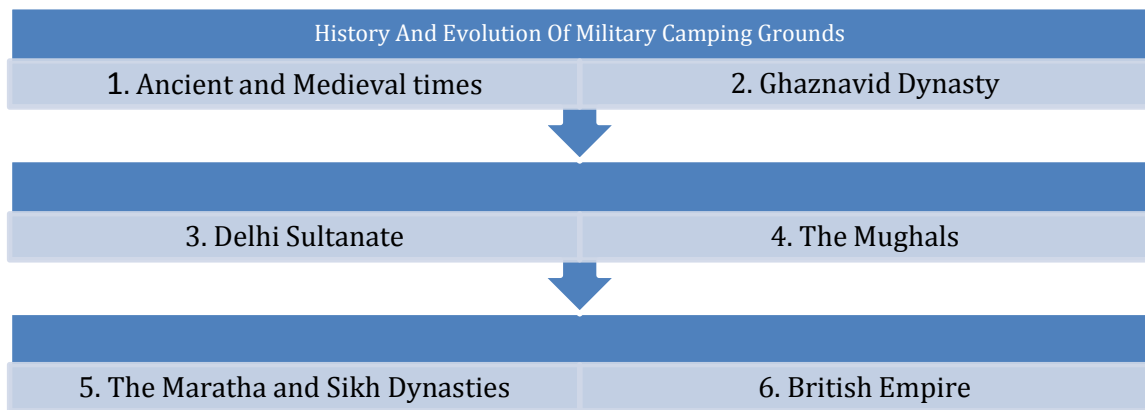 History And Evolution Of Military Camping Grounds
1. Ancient and Medieval times
2. Ghaznavid Dynasty
3. Delhi Sultanate
4. The Mughals
5. The Maratha and Sikh Dynasties
6. British Empire